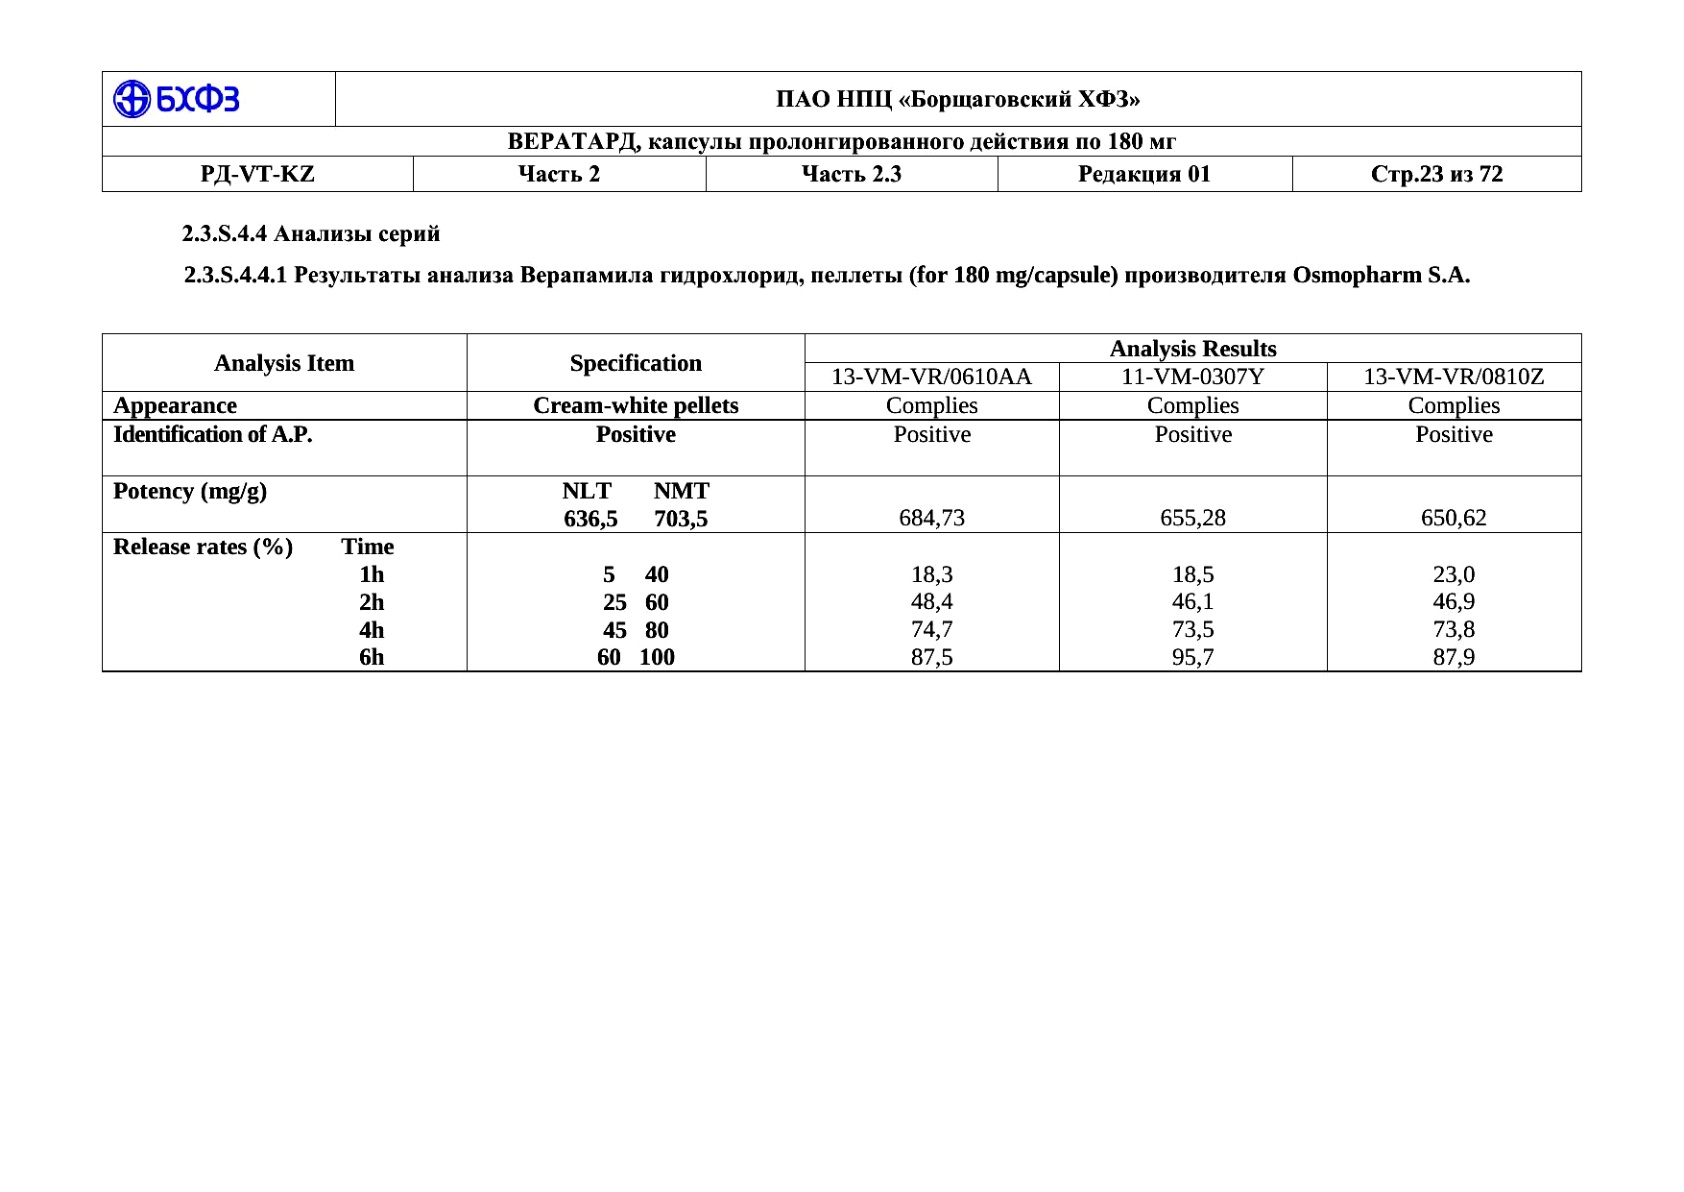 БХФЗ
ПАО НПЦ «Борщаговский ХФЗ»
ВЕРАТАРД, капсулы пролонгированного действия по 180 мг
РД-VT-KZ Часть 2 Часть 2.3 Редакция 01 Стр.23 из 72
2.3.S.4.4 Анализы серий
2.3.S.4.4.1 Результаты анализа Верапамила гидрохлорид, пеллеты (for 180 mg/capsule) производителя Osmopharm S.A.
Analysis Item Specification Analysis Results
13-VM-VR/0610AA 11-VM-0307Y 13-VM-VR/0810Z
Appearance Cream-white pellets Complies Complies Complies
Identification of A.P. Positive Positive Positive Positive
Potency (mg/g) NLT NMT
636,5 703,5 684,73 655,28 650,62
Release rates (%) Time
1h 5 40 18,3 18,5 23,0
2h 25 60 48,4 46,1 46,9
4h 45 80 74,7 73,5 73,8
6h 60 100 87,5 95,7 87,9